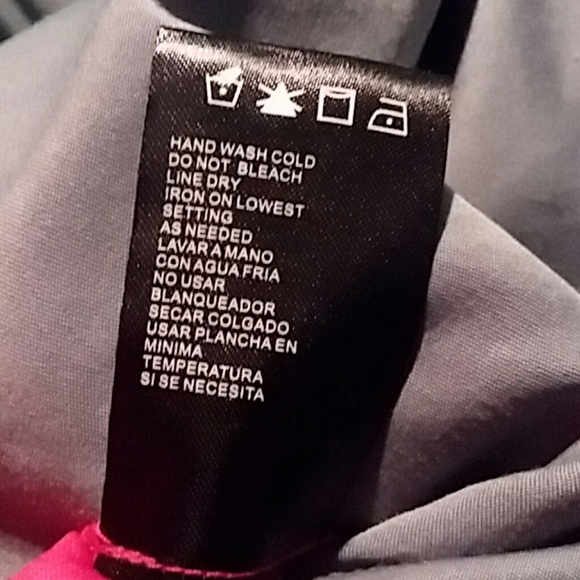 HAND WASH COLD
DO NOT BLEACH
LINE DRY
IRON ON LOWEST
SETTING
AS NEEDED
LAVAR A MANO
CON AGUA FRIA
NO USAR
BLANQUEADOR
SECAR COLGADO
USAR PLANCHA EN
MINIMA
TEMPERATURA
SI SE NECESITA